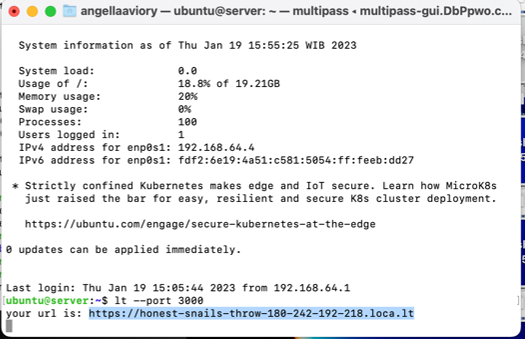 angellaaviory — ubuntu@server: ~ — multipass ◂ multipass-gui.DbPpwo.c...
System information as of Thu Jan 19 15:55:25 WIB 2023
System load: 0.0
Usage of /: 18.8% of 19.21GB
Memory usage: 20%
Swap usage: 0%
Processes: 100
Users logged in: 1
IPv4 address for enp0s1: 192.168.64.4
IPv6 address for enp0s1: fdf2:6e19:4a51:c581:5054:ff:feeb:dd27
* Strictly confined Kubernetes makes edge and IoT secure. Learn how MicroK8s
just raised the bar for easy, resilient and secure K8s cluster deployment.
https://ubuntu.com/engage/secure-kubernetes-at-the-edge
0 updates can be applied immediately.
Last login: Thu Jan 19 15:05:44 2023 from 192.168.64.1
[ubuntu@server:~$ lt --port 3000
your url is: https://honest-snails-throw-180-242-192-218.loca.lt